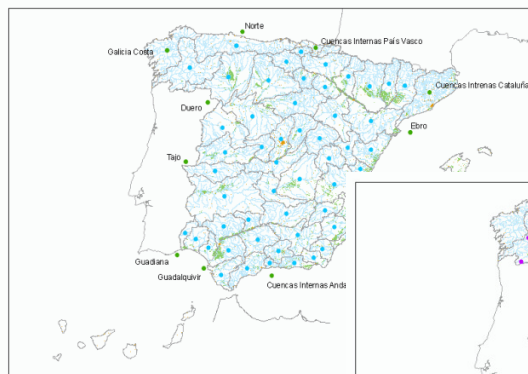 Norte
Galicia Costa
Cuencas Internas País Vasco
Cuencas Intrenas Cataluña
Duero
Ebro
Tajo
Guadiana
Guadalquivir
Cuencas Internas Anda